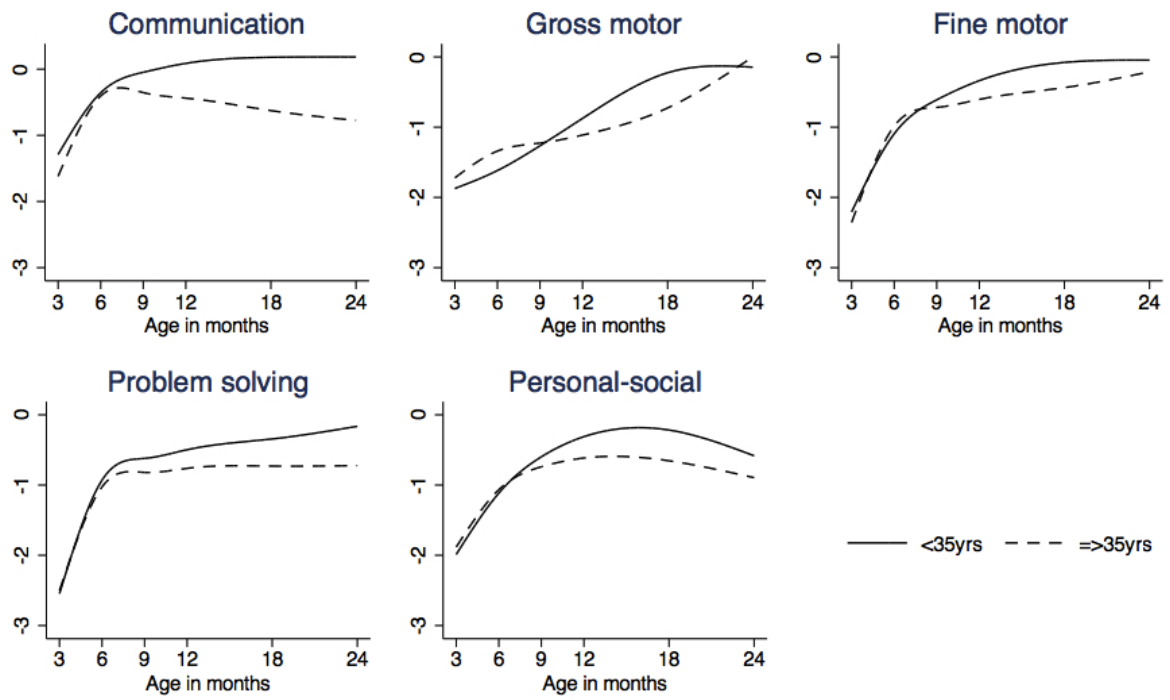 Communication
0
-1
-2
-3
3 6 9 12 18 24
Age in months
Gross motor
0
-1
-2
-3
3 6 9 12 18 24
Age in months
Fine motor
0
-1
-2
-3
3 6 9 12 18 24
Age in months
Problem solving
0
-1
-2
-3
3 6 9 12 18 24
Age in months
Personal-social
0
-1
-2
-3
3 6 9 12 18 24
Age in months
<35yrs =>35yrs